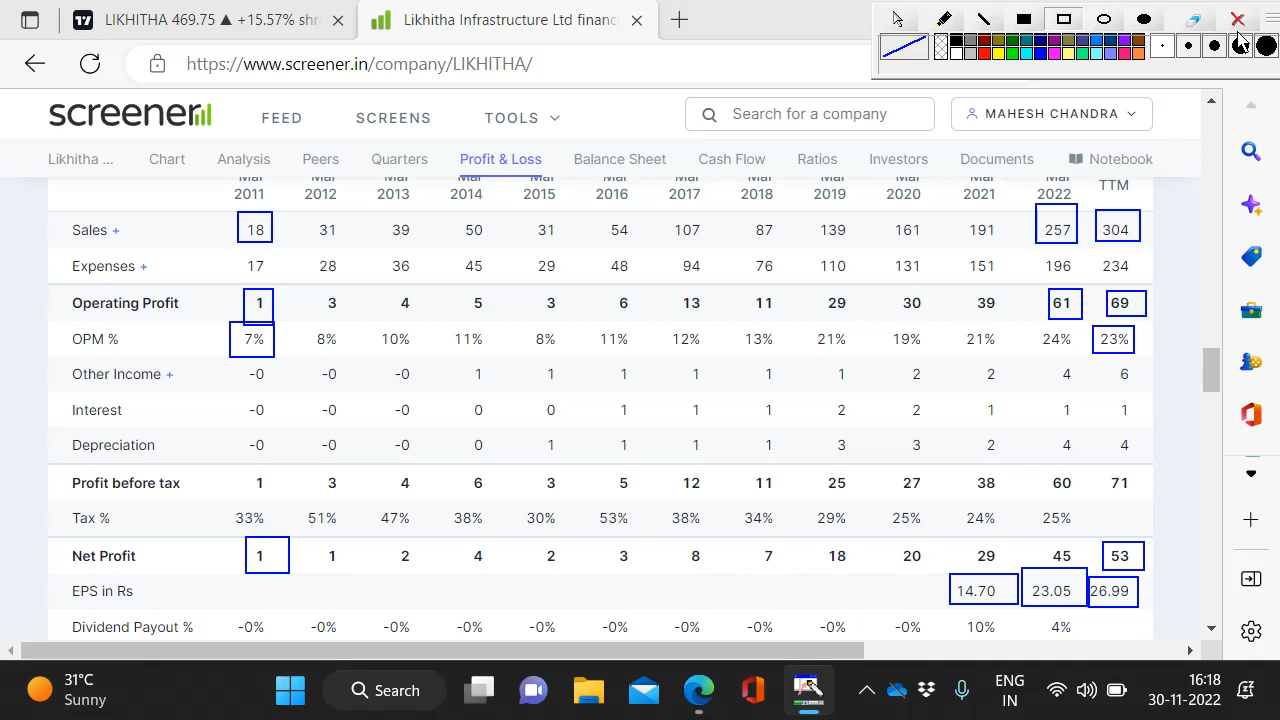 LIKHITHA 469.75 ▲ +15.57%
Likhitha Infrastructure Ltd
https://www.screener.in/company/LIKHITHA/
screener
FEED SCREENS TOOLS
Search for a company
MAHESH CHANDRA
Likhitha ... Chart Analysis Peers Quarters Profit & Loss Balance Sheet Cash Flow Ratios Investors Documents Notebook
Mar 2011 Mar 2012 Mar 2013 Mar 2014 Mar 2015 Mar 2016 Mar 2017 Mar 2018 Mar 2019 Mar 2020 Mar 2021 Mar 2022 TTM
Sales + 18 31 39 50 31 54 107 87 139 161 191 257 304
Expenses + 17 28 36 45 29 48 94 76 110 131 151 196 234
Operating Profit 1 3 4 5 3 6 13 11 29 30 39 61 69
OPM % 7% 8% 10% 11% 8% 11% 12% 13% 21% 19% 21% 24% 23%
Other Income + -0 -0 -0 1 1 1 1 1 1 2 2 4 6
Interest -0 -0 -0 0 0 1 1 1 2 2 1 1 1
Depreciation -0 -0 -0 0 1 1 1 1 3 3 2 4 4
Profit before tax 1 3 4 6 3 5 12 11 25 27 38 60 71
Tax % 33% 51% 47% 38% 30% 53% 38% 34% 29% 25% 24% 25%
Net Profit 1 1 2 4 2 3 8 7 18 20 29 45 53
EPS in Rs 14.70 23.05 26.99
Dividend Payout % -0% -0% -0% -0% -0% -0% -0% -0% -0% -0% 10% 4%
31°C
Sunny
Search
ENG
IN
16:18
30-11-2022